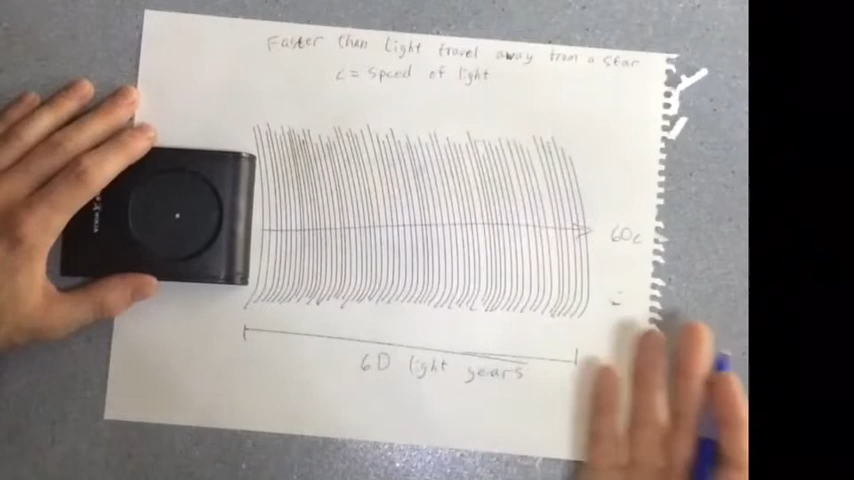 Faster than light travel away from a star
c = speed of light
60c
60 light years